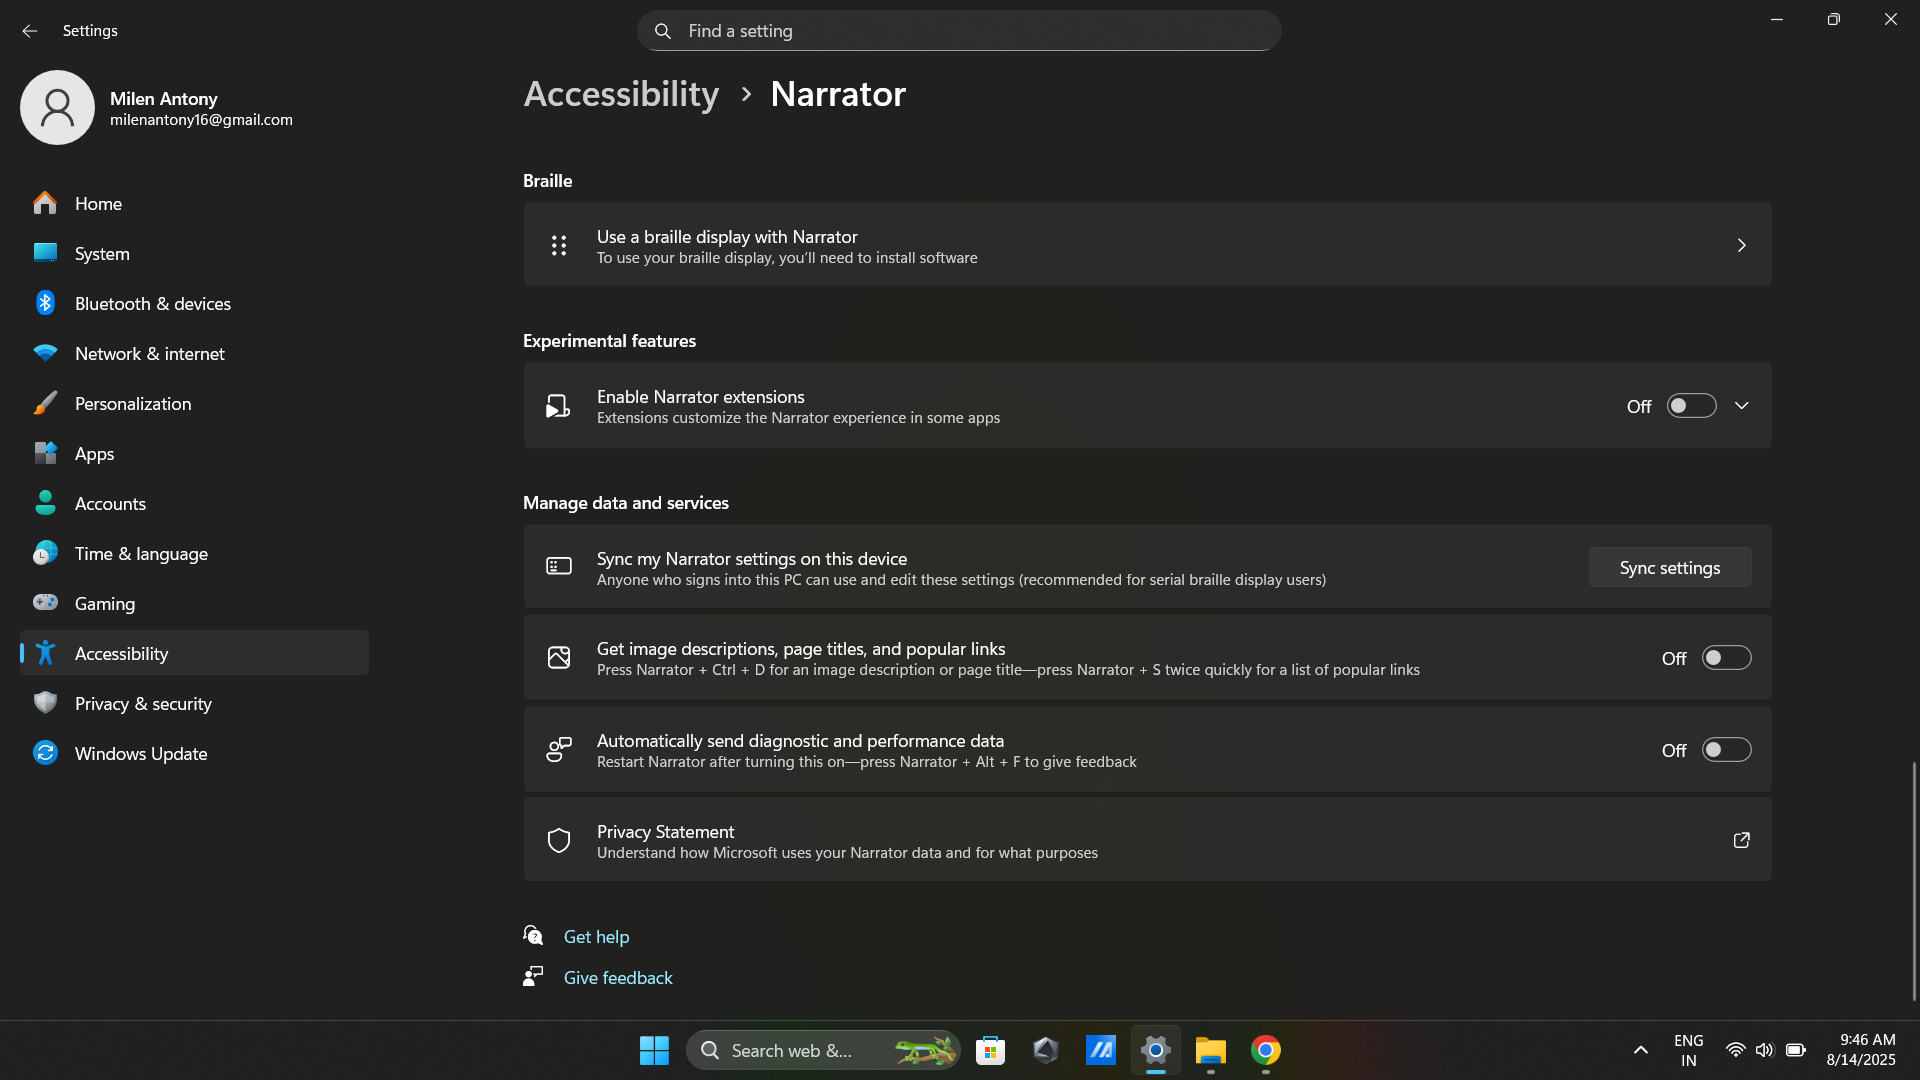 Settings
Find a setting
Milen Antony
milenantony16@gmail.com
Home
System
Bluetooth & devices
Network & internet
Personalization
Apps
Accounts
Time & language
Gaming
Accessibility
Privacy & security
Windows Update
Accessibility > Narrator
Braille
Use a braille display with Narrator
To use your braille display, you’ll need to install software
Experimental features
Enable Narrator extensions
Extensions customize the Narrator experience in some apps
Off
Manage data and services
Sync my Narrator settings on this device
Anyone who signs into this PC can use and edit these settings (recommended for serial braille display users)
Sync settings
Get image descriptions, page titles, and popular links
Press Narrator + Ctrl + D for an image description or page title—press Narrator + S twice quickly for a list of popular links
Off
Automatically send diagnostic and performance data
Restart Narrator after turning this on—press Narrator + Alt + F to give feedback
Off
Privacy Statement
Understand how Microsoft uses your Narrator data and for what purposes
Get help
Give feedback
Search web &...
ENG
IN
9:46 AM
8/14/2025